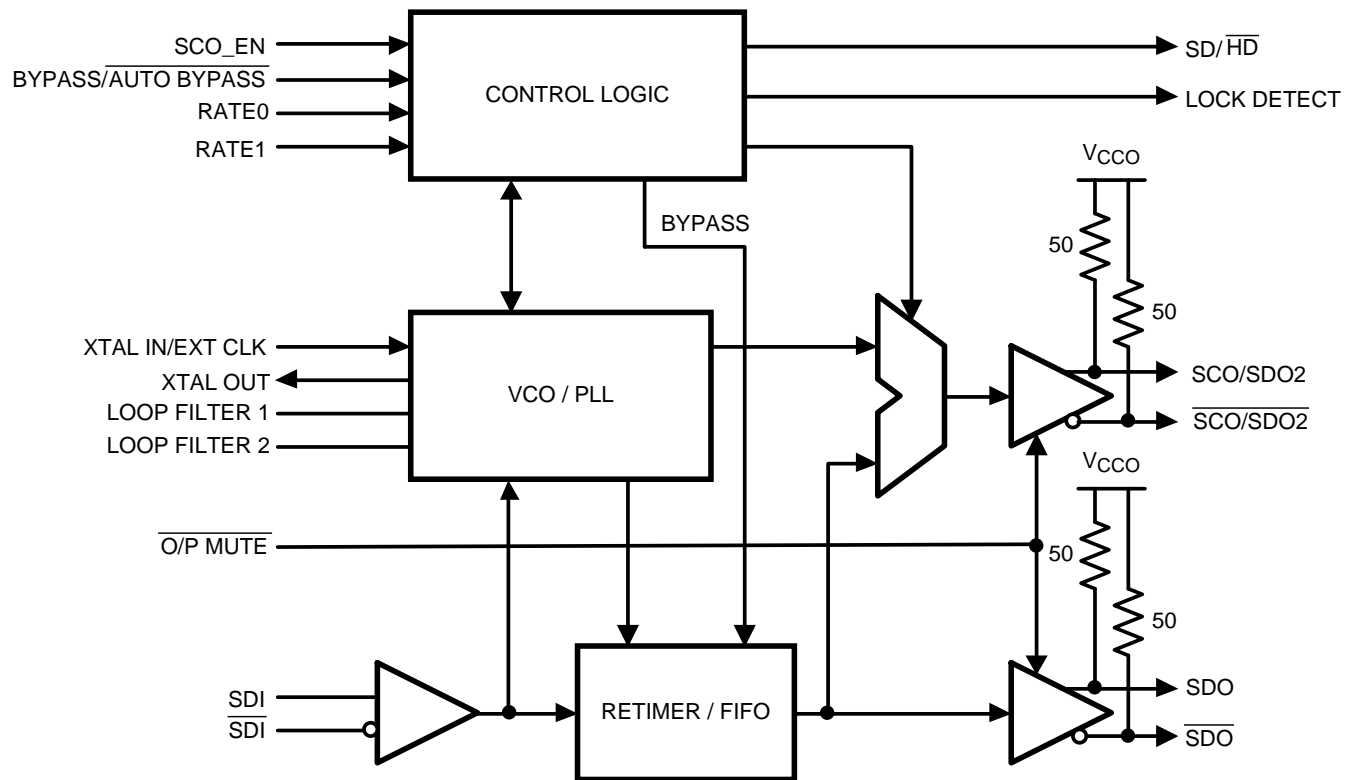 SCO_EN
BYPASS/AUTO BYPASS
RATE0
RATE1
CONTROL LOGIC
SD/HD
LOCK DETECT
BYPASS
VCCO
50
50
XTAL IN/EXT CLK
XTAL OUT
LOOP FILTER 1
LOOP FILTER 2
VCO / PLL
SCO/SDO2
SCO/SDO2
VCCO
O/P MUTE
50
50
SDI
SDI
RETIMER / FIFO
SDO
SDO